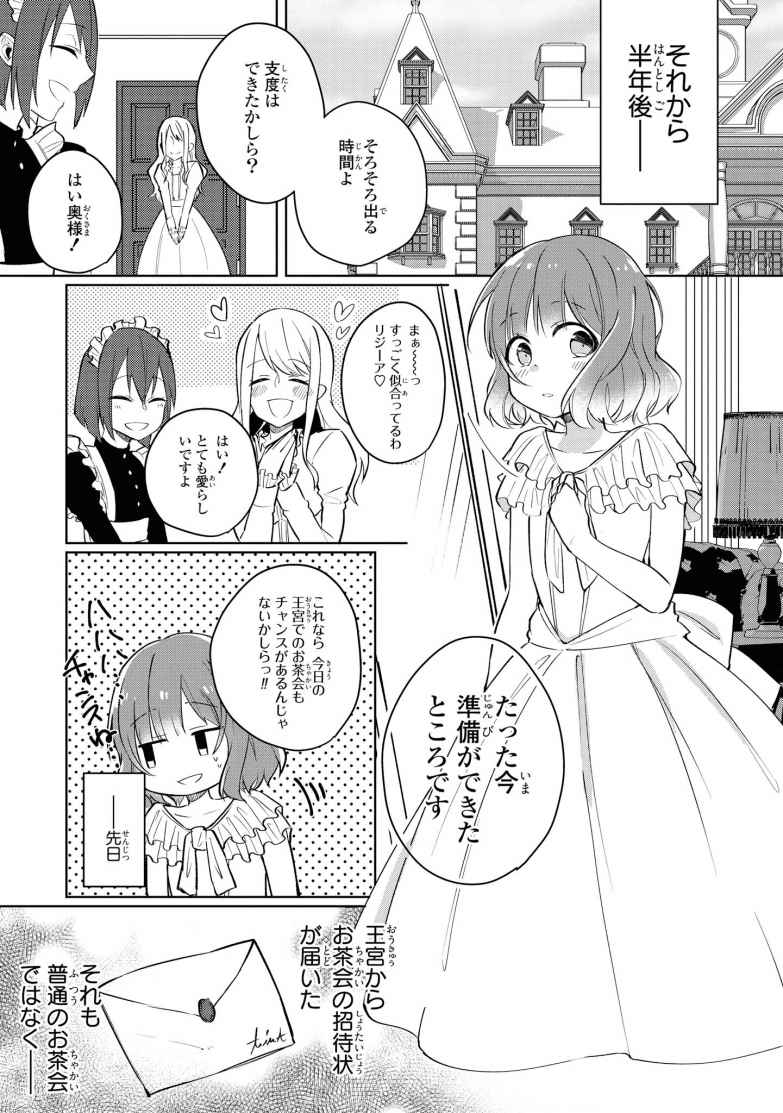 それから
半年後――
そろそろ出る
時間よ
支度は
できたかしら？
はい奥様！
たった今
準備ができた
ところです
まぁ～～っ
すっごく似合ってるわ
リジーア♡
はい！
とても愛らし
いですよ
これなら 今日の
王宮でのお茶会も
チャンスがあるんじゃ
ないかしらっ!!
ハハハ
チャンスね
――先日
王宮から
お茶会の招待状
が届いた
それも
普通のお茶会
ではなく――